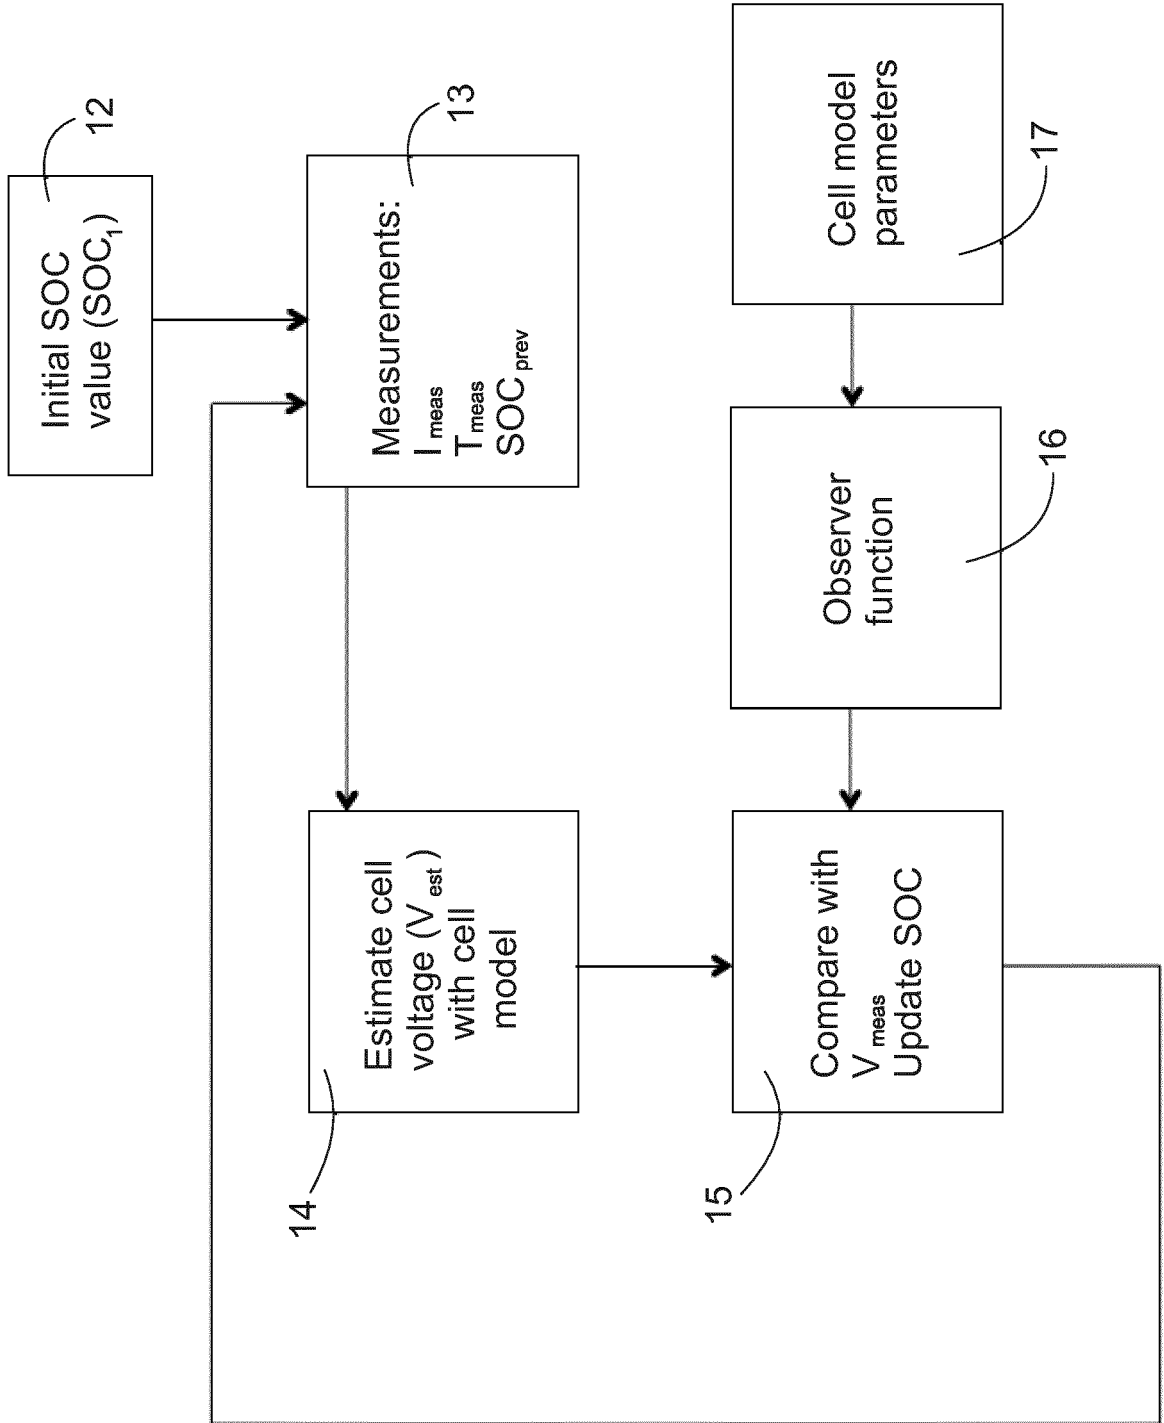 12
Initial SOC
value (SOC₁)
13
Measurements:
Imeas
Tmeas
SOCprev
14
Estimate cell
voltage (Vest)
with cell
model
15
Compare with
Vmeas
Update SOC
16
Observer
function
17
Cell model
parameters